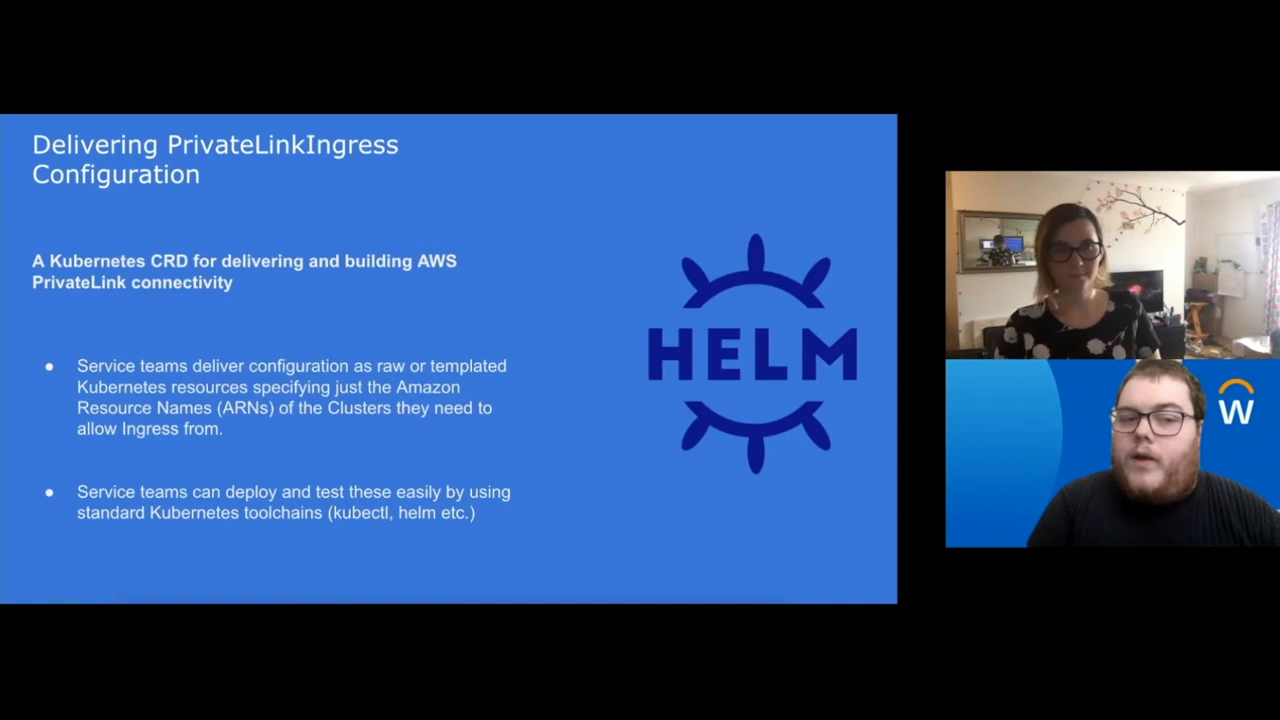 Delivering PrivateLinkIngress
Configuration
A Kubernetes CRD for delivering and building AWS
PrivateLink connectivity
● Service teams deliver configuration as raw or templated
Kubernetes resources specifying just the Amazon
Resource Names (ARNs) of the Clusters they need to
allow Ingress from.
● Service teams can deploy and test these easily by using
standard Kubernetes toolchains (kubectl, helm etc.)
HELM
W